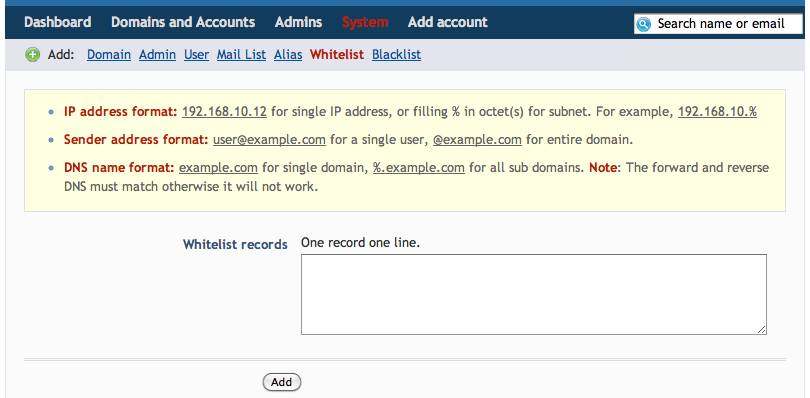 Dashboard Domains and Accounts Admins System Add account Search name or email
Add: Domain Admin User Mail List Alias Whitelist Blacklist
• IP address format: 192.168.10.12 for single IP address, or filling % in octet(s) for subnet. For example, 192.168.10.%
• Sender address format: user@example.com for a single user, @example.com for entire domain.
• DNS name format: example.com for single domain, %.example.com for all sub domains. Note: The forward and reverse
DNS must match otherwise it will not work.
Whitelist records One record one line.
Add